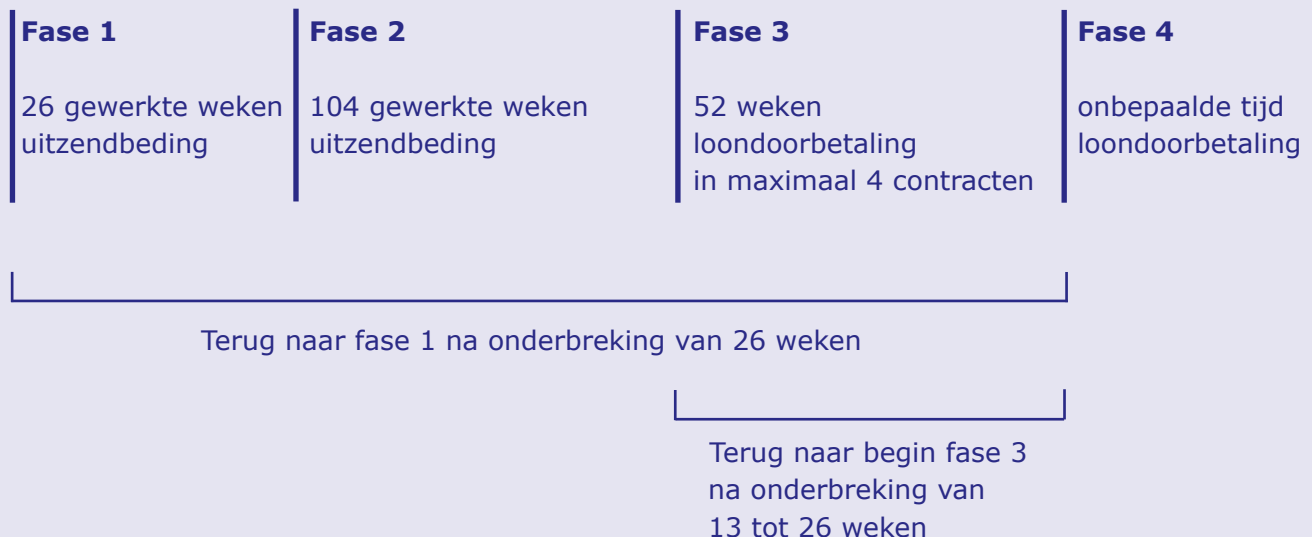 Fase 1
26 gewerkte weken
uitzendbeding
Fase 2
104 gewerkte weken
uitzendbeding
Fase 3
52 weken
loondoorbetaling
in maximaal 4 contracten
Fase 4
onbepaalde tijd
loondoorbetaling
Terug naar fase 1 na onderbreking van 26 weken
Terug naar begin fase 3
na onderbreking van
13 tot 26 weken